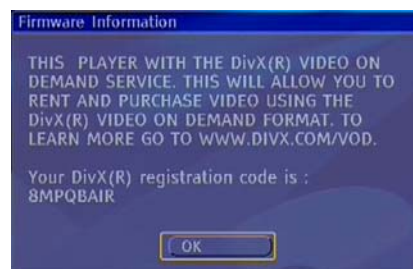 Firmware Information
THIS PLAYER WITH THE DivX(R) VIDEO ON
DEMAND SERVICE. THIS WILL ALLOW YOU TO
RENT AND PURCHASE VIDEO USING THE
DivX(R) VIDEO ON DEMAND FORMAT. TO
LEARN MORE GO TO WWW.DIVX.COM/VOD.
Your DivX(R) registration code is :
8MPQBAIR
OK